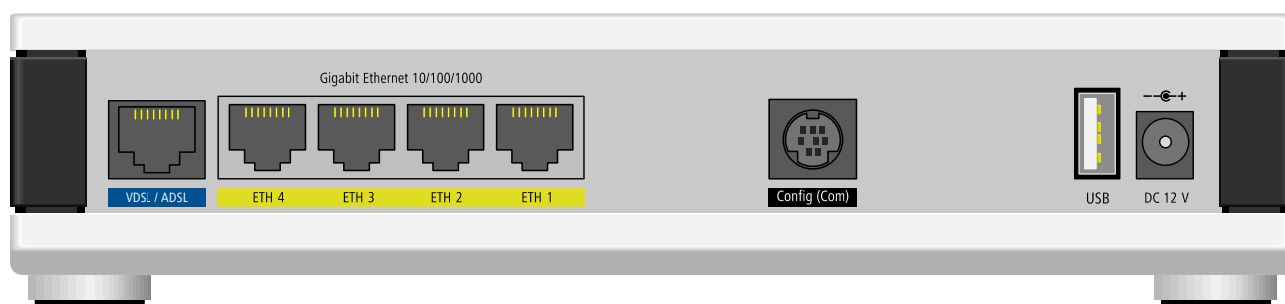 Gigabit Ethernet 10/100/1000
VDSL / ADSL
ETH 4
ETH 3
ETH 2
ETH 1
Config (Com)
USB
DC 12 V